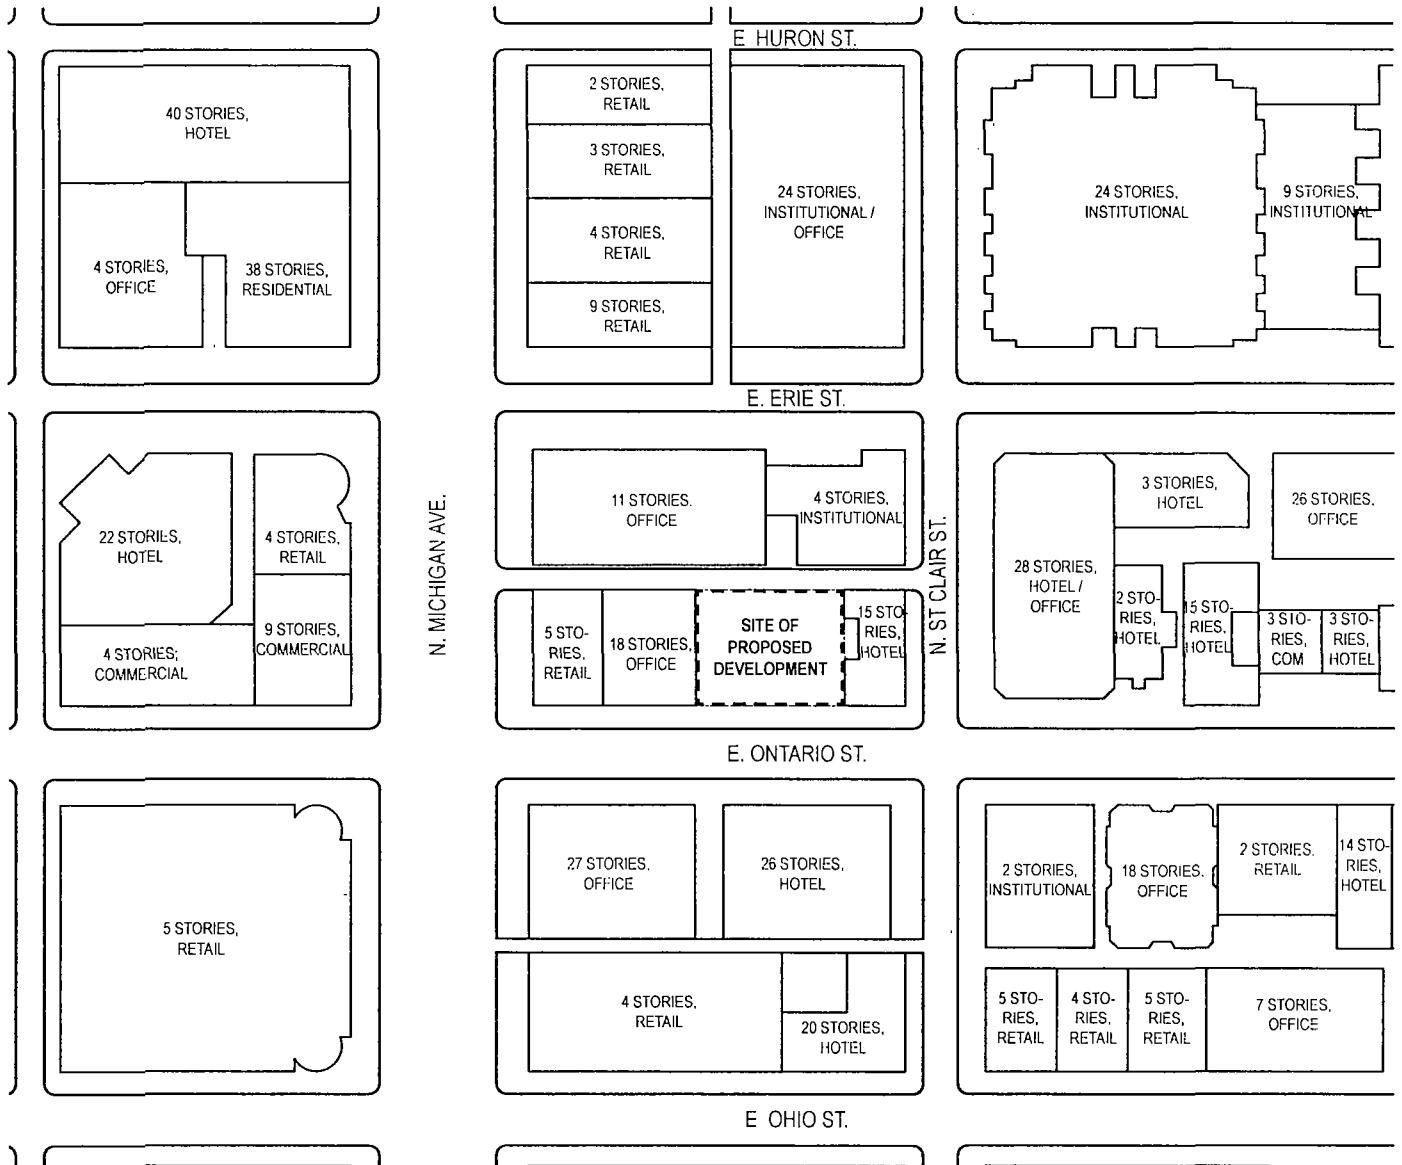 E HURON ST.
40 STORIES,
HOTEL
4 STORIES,
OFFICE
38 STORIES,
RESIDENTIAL
2 STORIES,
RETAIL
3 STORIES,
RETAIL
4 STORIES,
RETAIL
9 STORIES,
RETAIL
24 STORIES,
INSTITUTIONAL /
OFFICE
24 STORIES,
INSTITUTIONAL
9 STORIES,
INSTITUTIONAL
E. ERIE ST.
22 STORIES,
HOTEL
4 STORIES,
RETAIL
4 STORIES;
COMMERCIAL
9 STORIES,
COMMERCIAL
N. MICHIGAN AVE.
11 STORIES.
OFFICE
4 STORIES,
INSTITUTIONAL
5 STO-
RIES,
RETAIL
18 STORIES,
OFFICE
SITE OF
PROPOSED
DEVELOPMENT
15 STO-
RIES,
HOTEL
N. ST CLAIR ST.
28 STORIES,
HOTEL /
OFFICE
3 STORIES,
HOTEL
26 STORIES,
OFFICE
2 STO-
RIES,
HOTEL
15 STO-
RIES,
HOTEL
3 STO-
RIES,
COM
3 STO-
RIES,
HOTEL
E. ONTARIO ST.
5 STORIES,
RETAIL
27 STORIES,
OFFICE
26 STORIES,
HOTEL
4 STORIES,
RETAIL
20 STORIES,
HOTEL
2 STORIES,
INSTITUTIONAL
18 STORIES.
OFFICE
2 STORIES.
RETAIL
14 STO-
RIES,
HOTEL
5 STO-
RIES,
RETAIL
4 STO-
RIES,
RETAIL
5 STO-
RIES,
RETAIL
7 STORIES,
OFFICE
E OHIO ST.